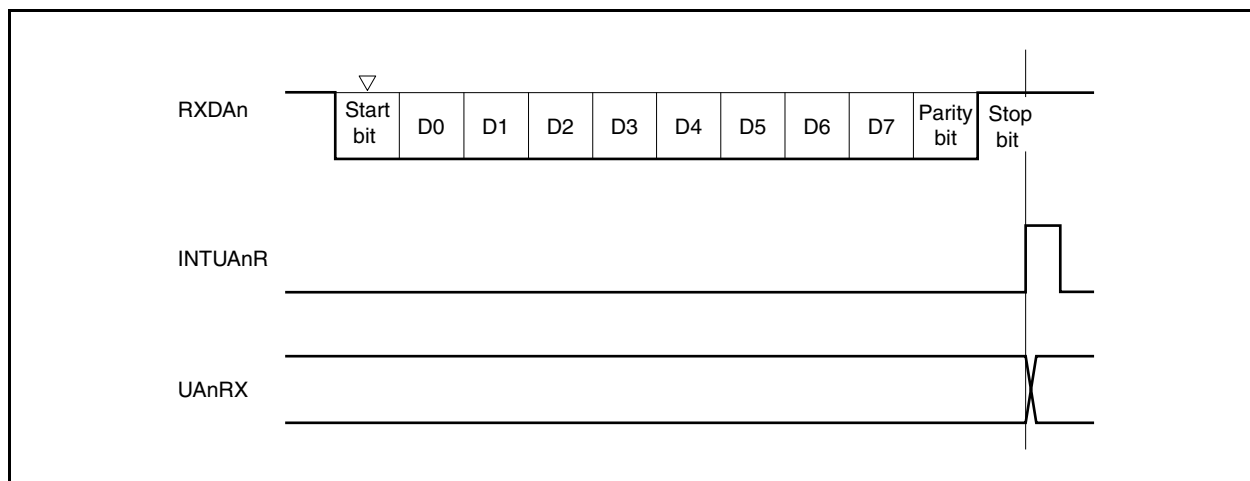 RXDAn
Start
bit
D0
D1
D2
D3
D4
D5
D6
D7
Parity
bit
Stop
bit
INTUAnR
UAnRX